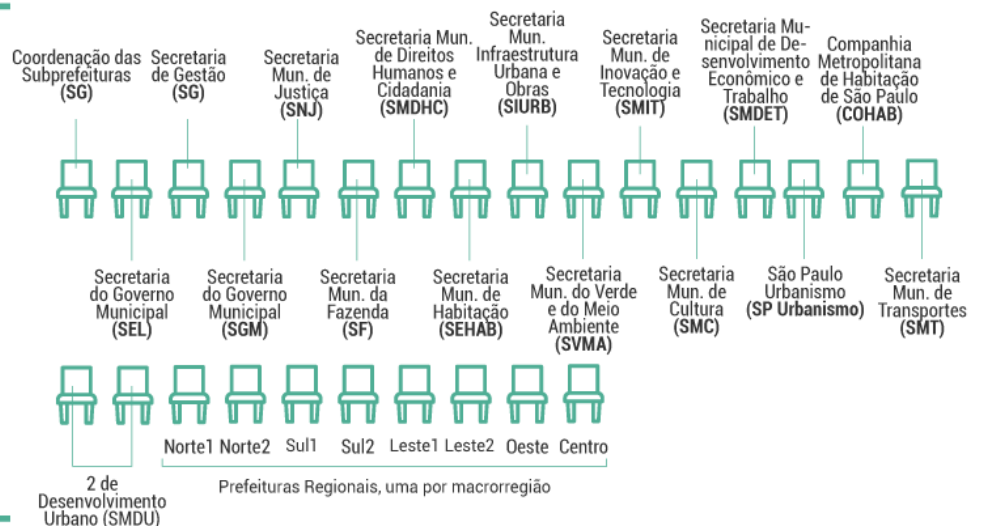 Coordenação das
Subprefeituras
(SG)
Secretaria
de Gestão
(SG)
Secretaria
Mun. de
Justiça
(SNJ)
Secretaria Mun.
de Direitos
Humanos e
Cidadania
(SMDHC)
Secretaria
Mun.
Infraestrutura
Urbana e
Obras
(SIURB)
Secretaria
Mun. de
Inovação e
Tecnologia
(SMIT)
Secretaria Mu-
nicipal de De-
senvolvimento
Econômico e
Trabalho
(SMDET)
Companhia
Metropolitana
de Habitação
de São Paulo
(COHAB)
Secretaria
do Governo
Municipal
(SEL)
Secretaria
do Governo
Municipal
(SGM)
Secretaria
Mun. da
Fazenda
(SF)
Secretaria
Mun. de
Habitação
(SEHAB)
Secretaria
Mun. do Verde
e do Meio
Ambiente
(SVMA)
Secretaria
Mun. de
Cultura
(SMC)
São Paulo
Urbanismo
(SP Urbanismo)
Secretaria
Mun. de
Transportes
(SMT)
Norte1 Norte2 Sul1 Sul2 Leste1 Leste2 Oeste Centro
2 de
Desenvolvimento
Urbano (SMDU)
Prefeituras Regionais, uma por macrorregião